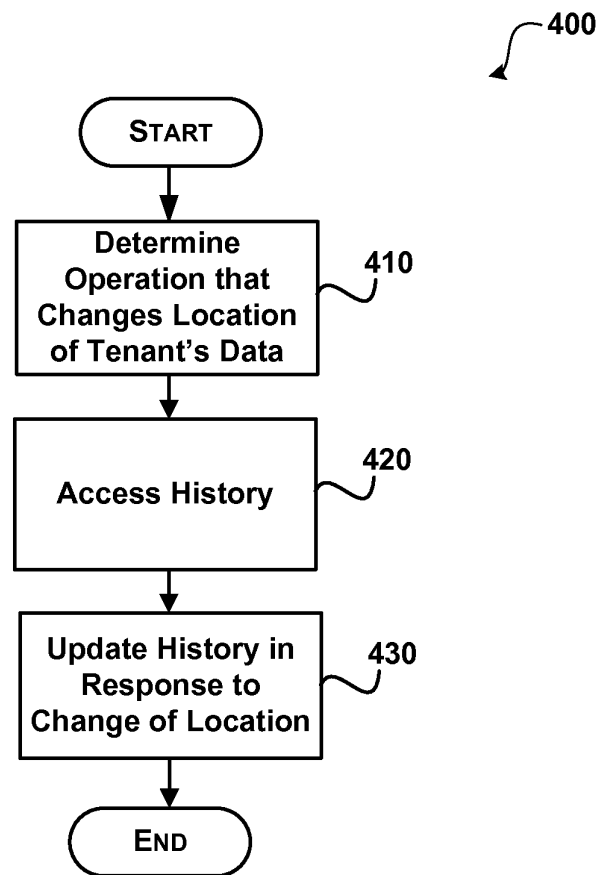 400
START
Determine
Operation that
Changes Location
of Tenant's Data
410
Access History
420
Update History in
Response to
Change of Location
430
END